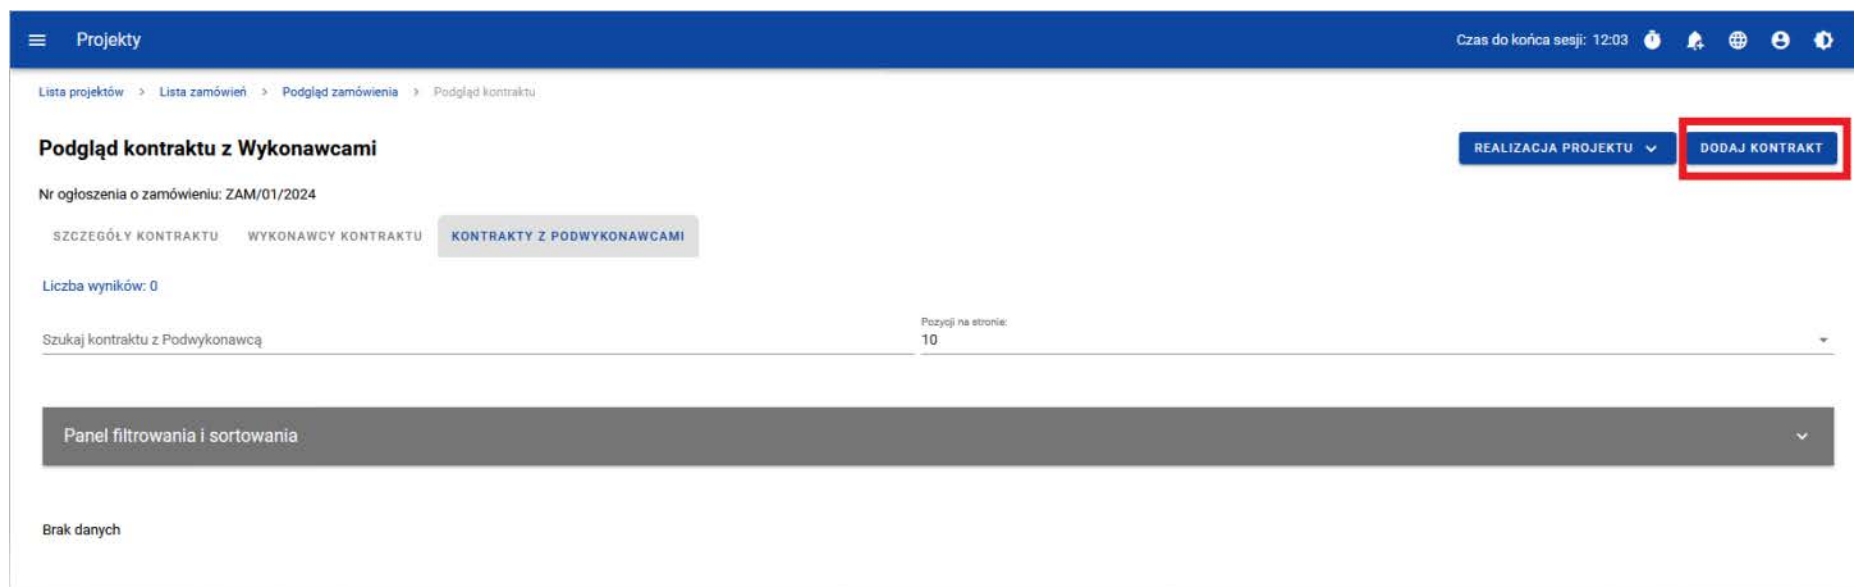 Projekty
Czas do końca sesji: 12:03
Lista projektów > Lista zamówień > Podgląd zamówienia > Podgląd kontraktu
Podgląd kontraktu z Wykonawcami
REALIZACJA PROJEKTU
DODAJ KONTRAKT
Nr ogłoszenia o zamówieniu: ZAM/01/2024
SZCZEGÓŁY KONTRAKTU
WYKONAWCY KONTRAKTU
KONTRAKTY Z PODWYKONAWCAMI
Liczba wyników: 0
Szukaj kontraktu z Podwykonawcą
Pozycji na stronie:
10
Panel filtrowania i sortowania
Brak danych